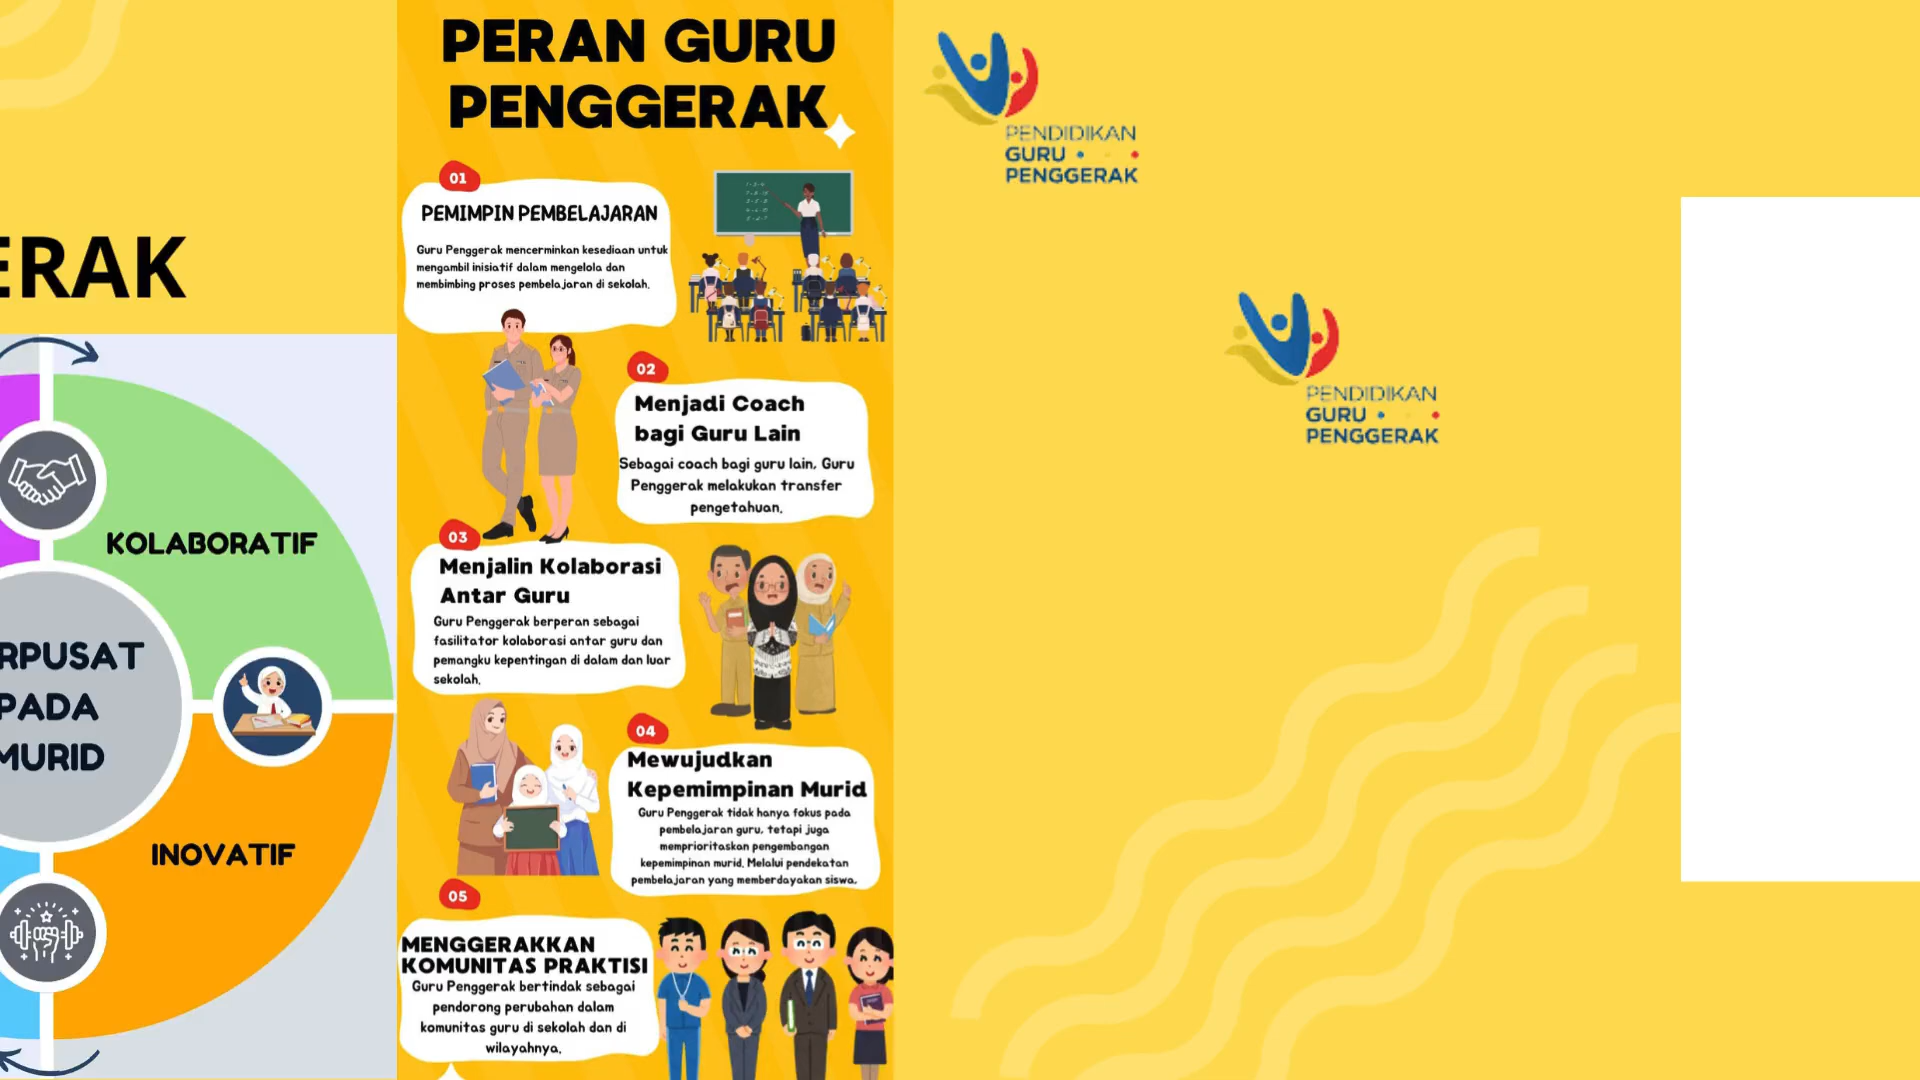 ERAK
KOLABORATIF
RPUSAT
PADA
MURID
INOVATIF
PERAN GURU
PENGGERAK
01
PEMIMPIN PEMBELAJARAN
Guru Penggerak mencerminkan kesediaan untuk
mengambil inisiatif dalam mengelola dan
membimbing proses pembelajaran di sekolah.
02
Menjadi Coach
bagi Guru Lain
Sebagai coach bagi guru lain, Guru
Penggerak melakukan transfer
pengetahuan.
03
Menjalin Kolaborasi
Antar Guru
Guru Penggerak berperan sebagai
fasilitator kolaborasi antar guru dan
pemangku kepentingan di dalam dan luar
sekolah.
04
Mewujudkan
Kepemimpinan Murid
Guru Penggerak tidak hanya fokus pada
pembelajaran guru, tetapi juga
memprioritaskan pengembangan
kepemimpinan murid. Melalui pendekatan
pembelajaran yang memberdayakan siswa.
05
MENGGERAKKAN
KOMUNITAS PRAKTISI
Guru Penggerak bertindak sebagai
pendorong perubahan dalam
komunitas guru di sekolah dan di
wilayahnya.
PENDIDIKAN
GURU
PENGGERAK
PENDIDIKAN
GURU
PENGGERAK